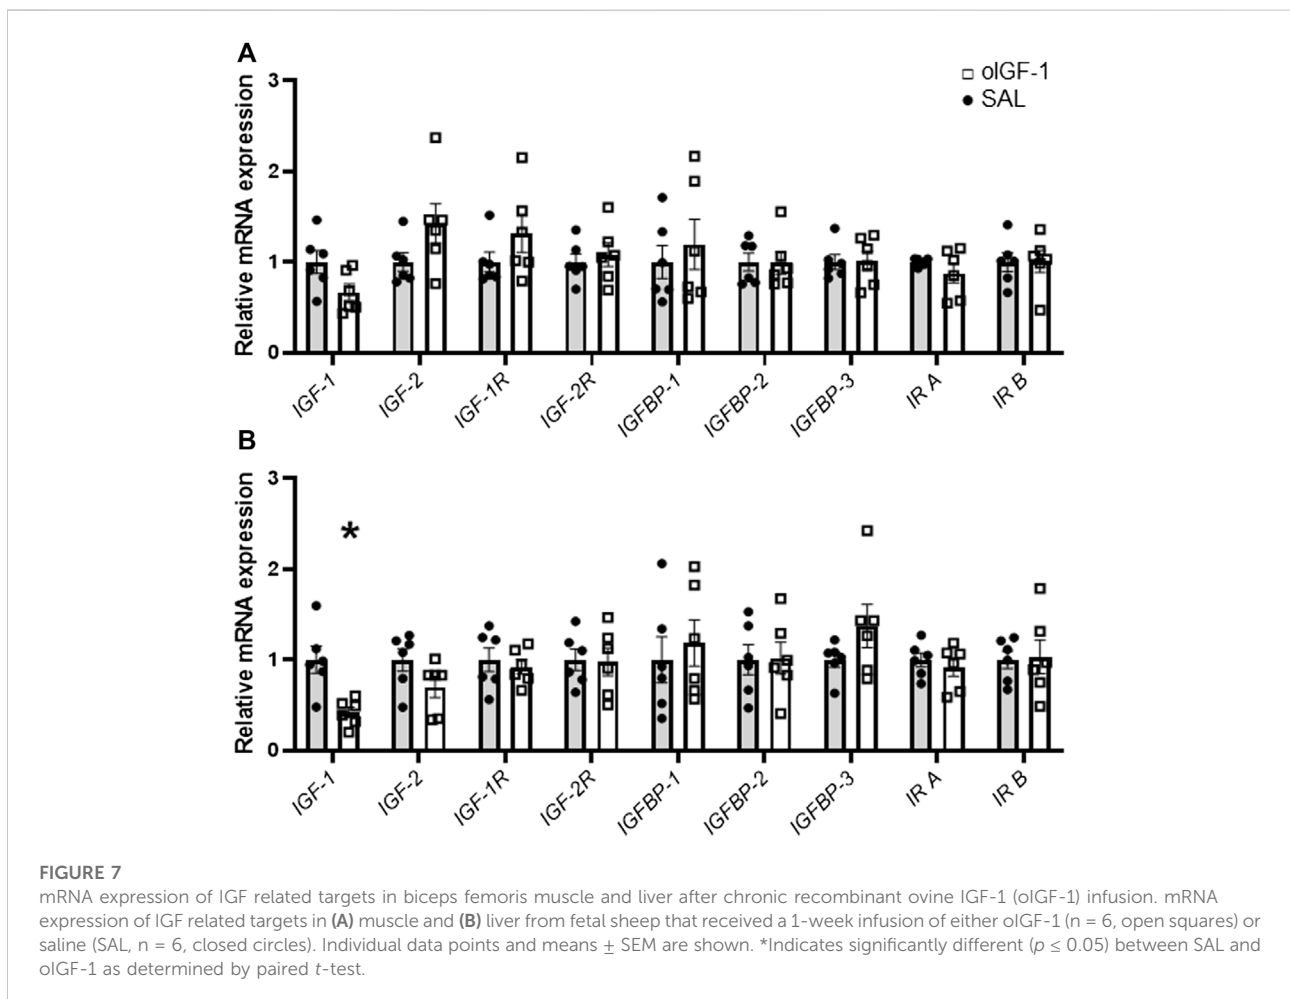 A
oIGF-1
SAL
Relative mRNA expression
3
2
1
0
IGF-1
IGF-2
IGF-1R
IGF-2R
IGFBP-1
IGFBP-2
IGFBP-3
IR A
IR B
B
Relative mRNA expression
3
2
1
0
*
IGF-1
IGF-2
IGF-1R
IGF-2R
IGFBP-1
IGFBP-2
IGFBP-3
IR A
IR B
FIGURE 7
mRNA expression of IGF related targets in biceps femoris muscle and liver after chronic recombinant ovine IGF-1 (oIGF-1) infusion. mRNA
expression of IGF related targets in (A) muscle and (B) liver from fetal sheep that received a 1-week infusion of either oIGF-1 (n = 6, open squares) or
saline (SAL, n = 6, closed circles). Individual data points and means ± SEM are shown. *Indicates significantly different (p ≤ 0.05) between SAL and
oIGF-1 as determined by paired t-test.